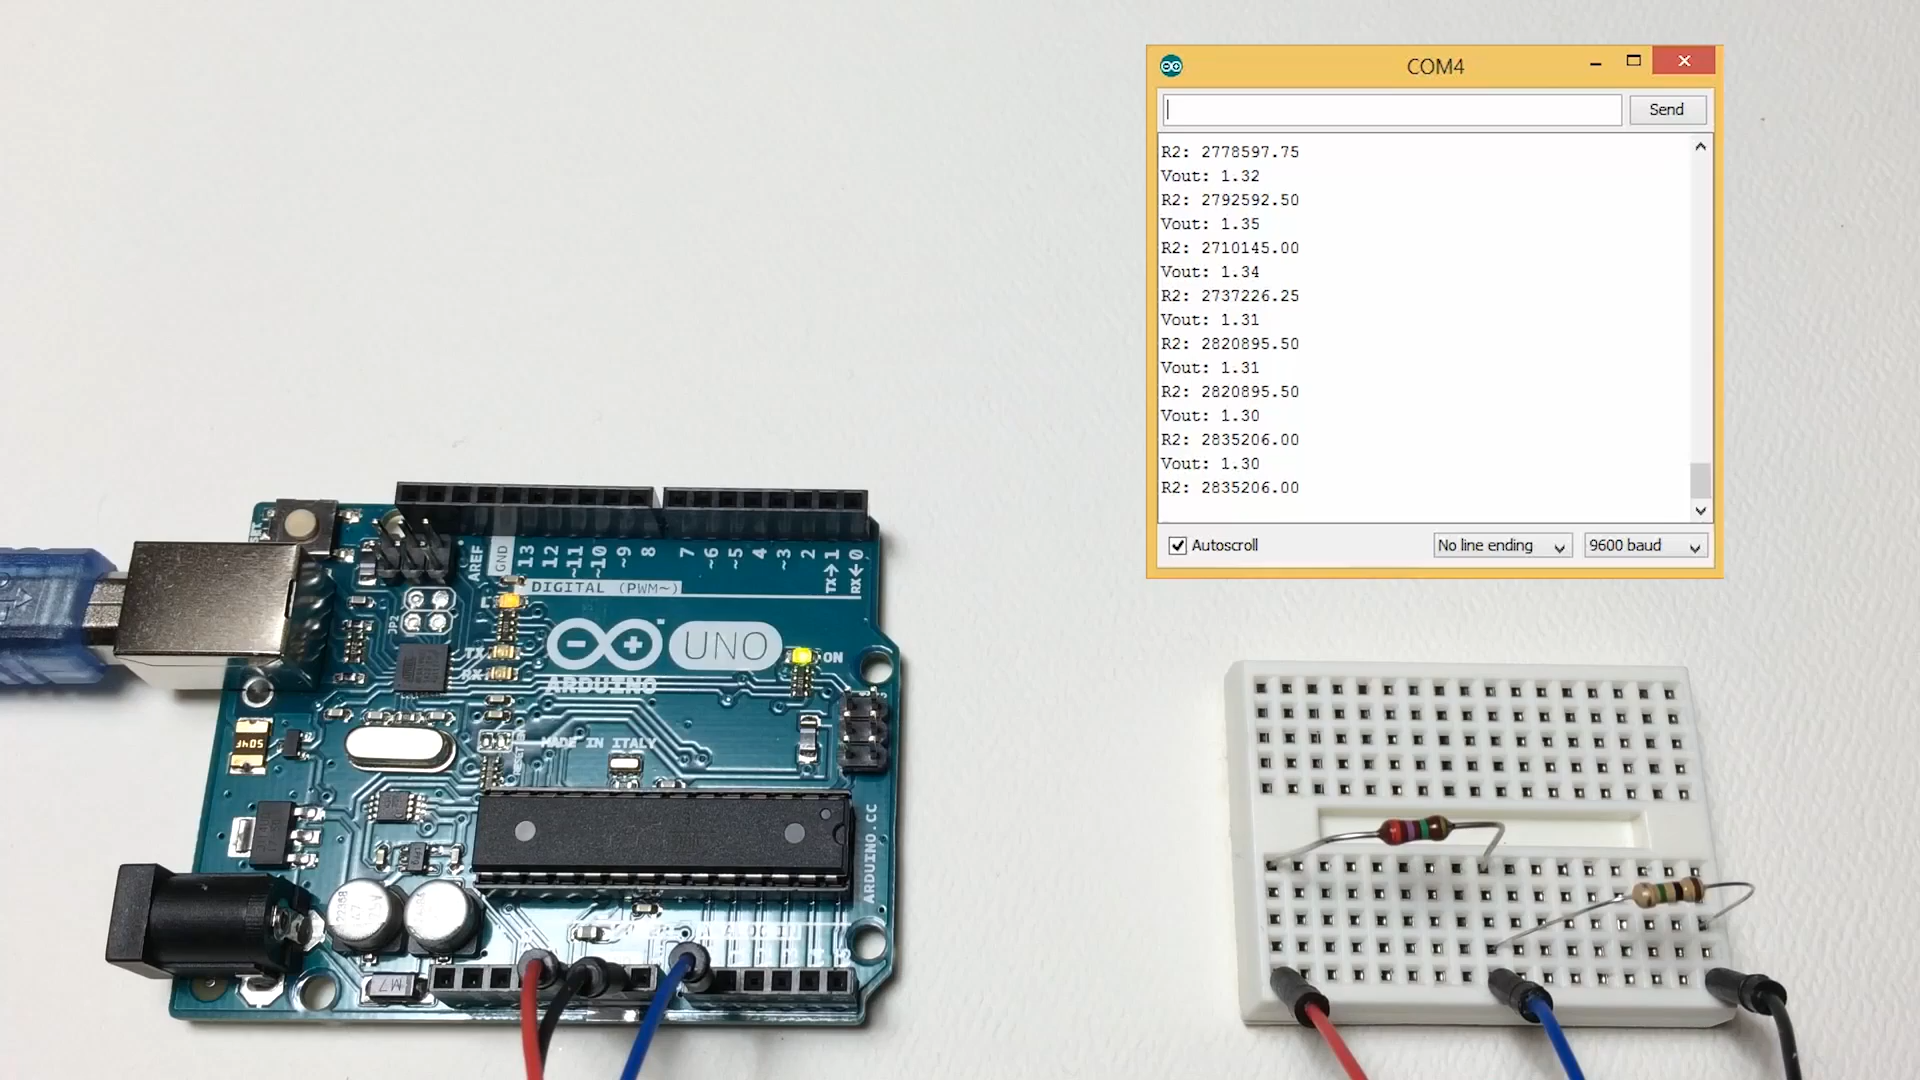 COM4
Send
R2: 2778597.75
Vout: 1.32
R2: 2792592.50
Vout: 1.35
R2: 2710145.00
Vout: 1.34
R2: 2737226.25
Vout: 1.31
R2: 2820895.50
Vout: 1.31
R2: 2820895.50
Vout: 1.30
R2: 2835206.00
Vout: 1.30
R2: 2835206.00
Autoscroll
No line ending
9600 baud
AREF
GND
13
12
~11
~10
~9
8
7
~6
~5
4
~3
2
TX→1
RX←0
DIGITAL (PWM~)
JP2
L
TX
RX
UNO
ON
ARDUINO
MADE IN ITALY
ARDUINO.CC
M7